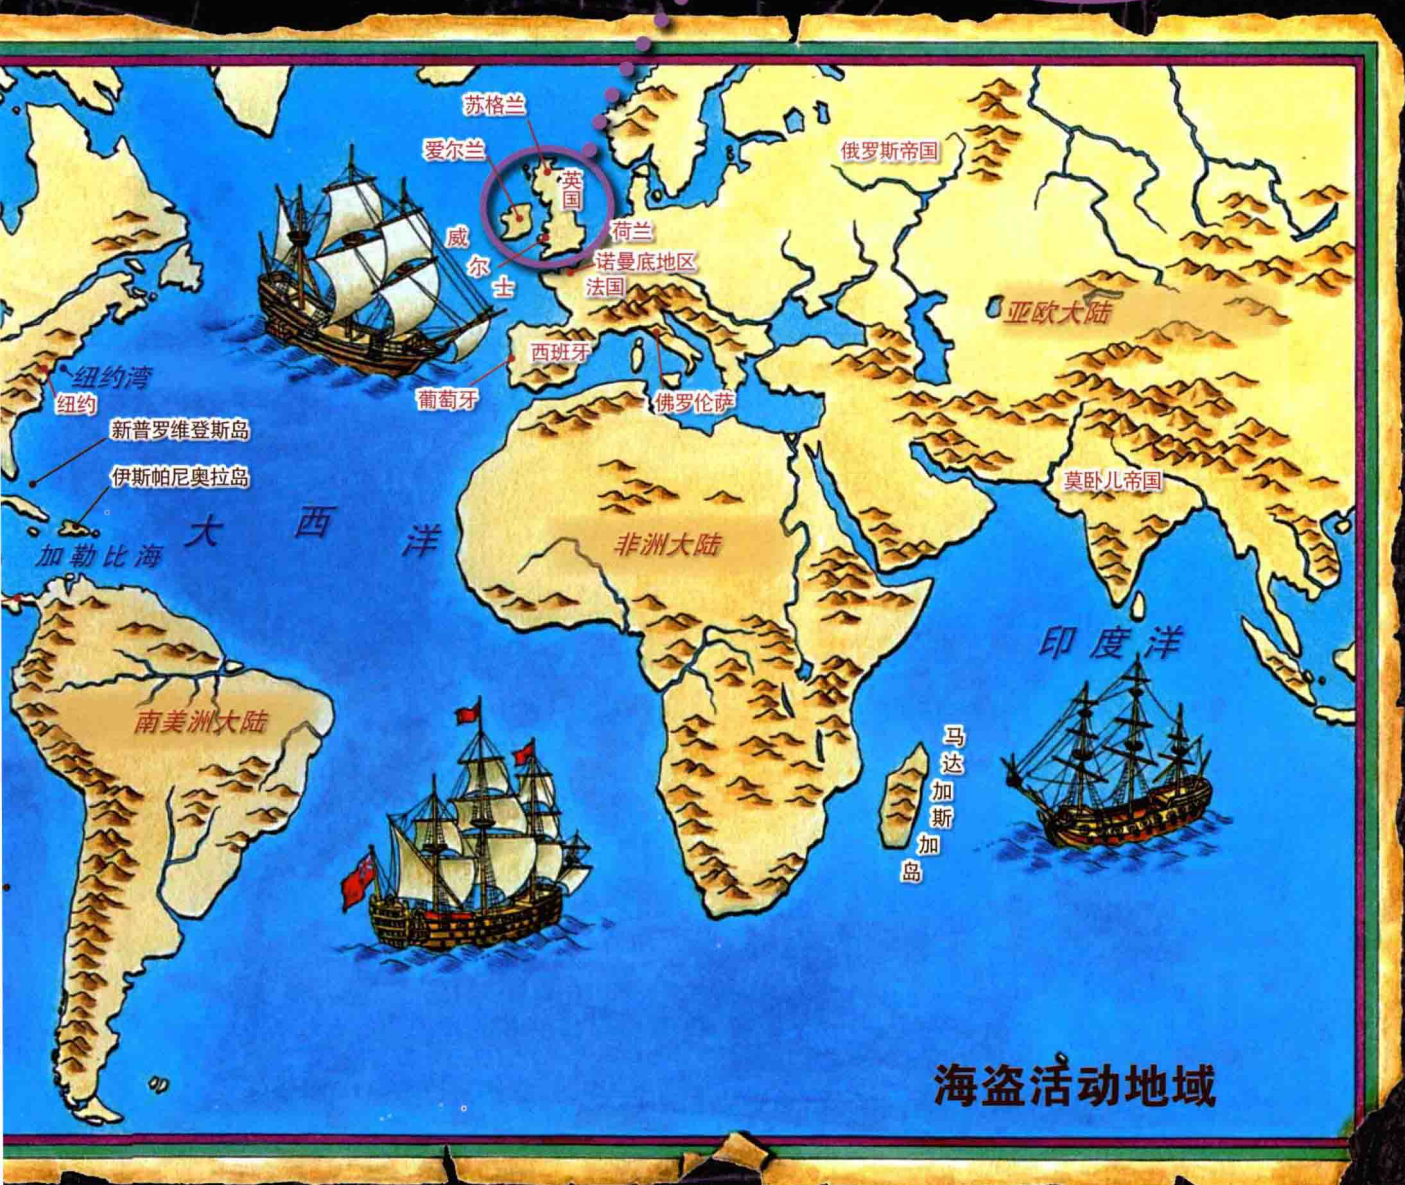 苏格兰
爱尔兰
英国
俄罗斯帝国
荷兰
威尔士
诺曼底地区
法国
亚欧大陆
西班牙
纽约湾
葡萄牙
佛罗伦萨
纽约
新普罗维登斯岛
伊斯帕尼奥拉岛
莫卧儿帝国
大西洋
非洲大陆
加勒比海
印度洋
南美洲大陆
马达加斯加岛
海盗活动地域